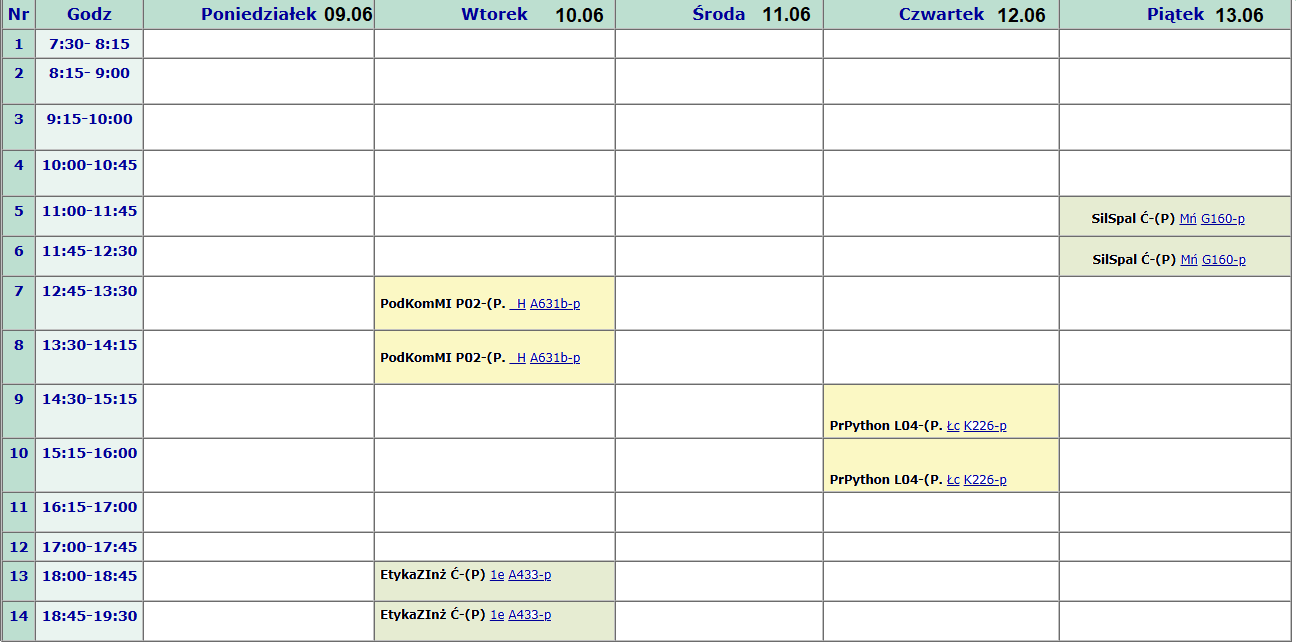 Nr Godz Poniedziałek 09.06 Wtorek 10.06 Środa 11.06 Czwartek 12.06 Piątek 13.06
1 7:30- 8:15
2 8:15- 9:00
3 9:15-10:00
4 10:00-10:45
5 11:00-11:45 SilSpal Ć-(P) Mń G160-p
6 11:45-12:30 SilSpal Ć-(P) Mń G160-p
7 12:45-13:30 PodKomMI P02-(P. _H A631b-p
8 13:30-14:15 PodKomMI P02-(P. _H A631b-p
9 14:30-15:15 PrPython L04-(P. Łc K226-p
10 15:15-16:00 PrPython L04-(P. Łc K226-p
11 16:15-17:00
12 17:00-17:45
13 18:00-18:45 EtykaZInż Ć-(P) 1e A433-p
14 18:45-19:30 EtykaZInż Ć-(P) 1e A433-p